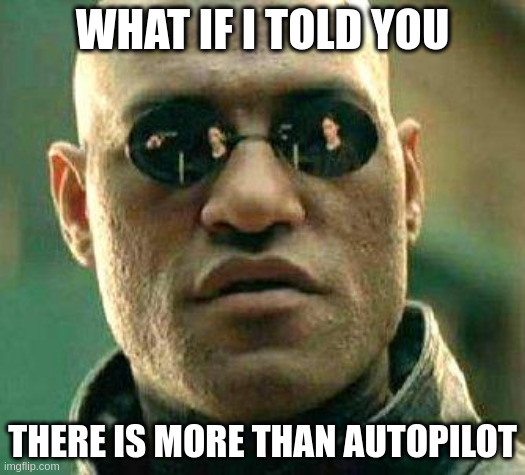 WHAT IF I TOLD YOU
THERE IS MORE THAN AUTOPILOT
imgflip.com